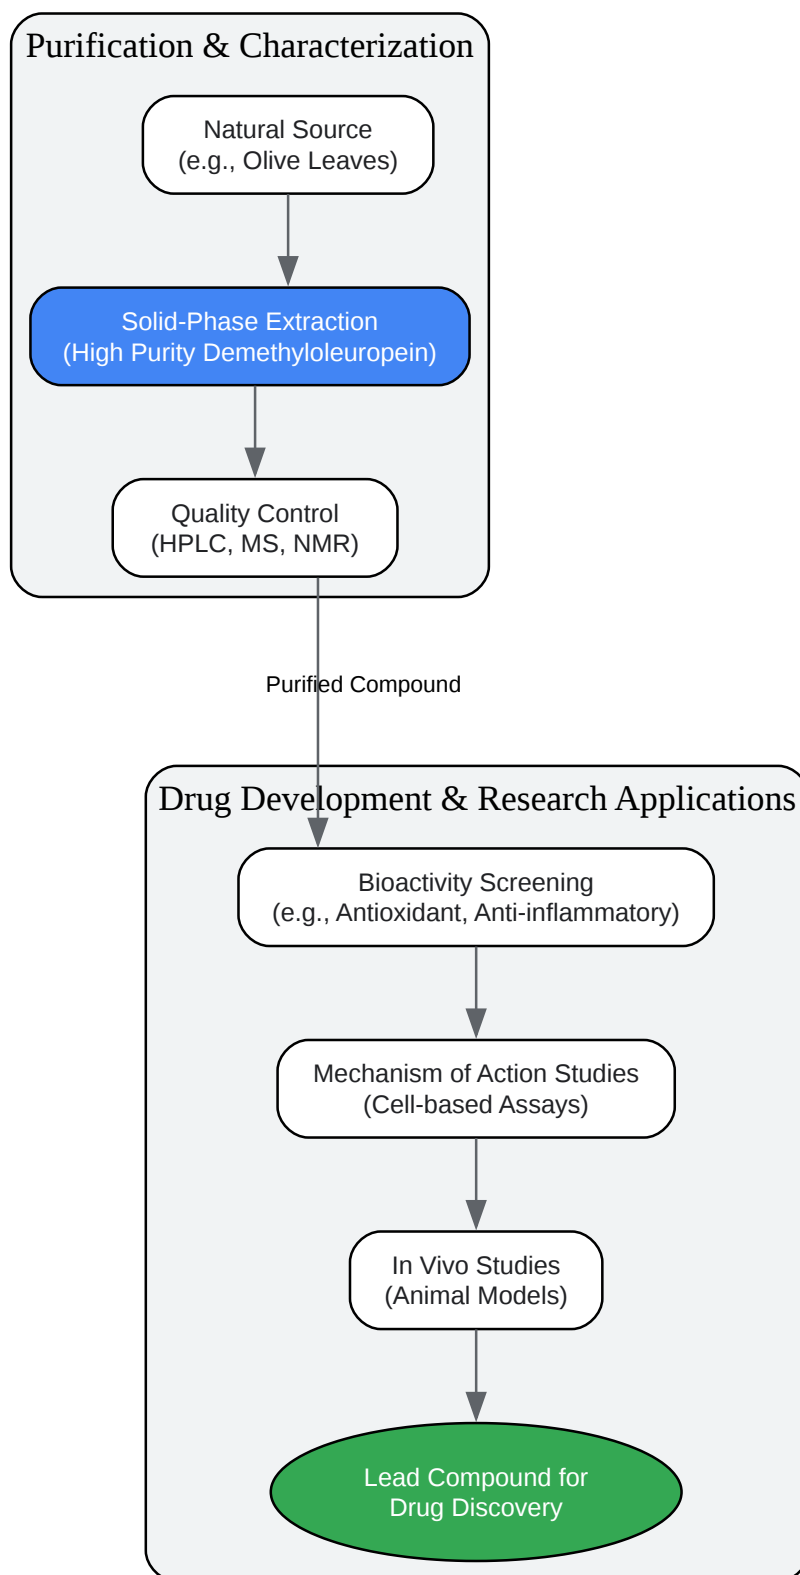 Purification & Characterization
Natural Source
(e.g., Olive Leaves)
Solid-Phase Extraction
(High Purity Demethyloleuropein)
Quality Control
(HPLC, MS, NMR)
Purified Compound
Drug Development & Research Applications
Bioactivity Screening
(e.g., Antioxidant, Anti-inflammatory)
Mechanism of Action Studies
(Cell-based Assays)
In Vivo Studies
(Animal Models)
Lead Compound for
Drug Discovery